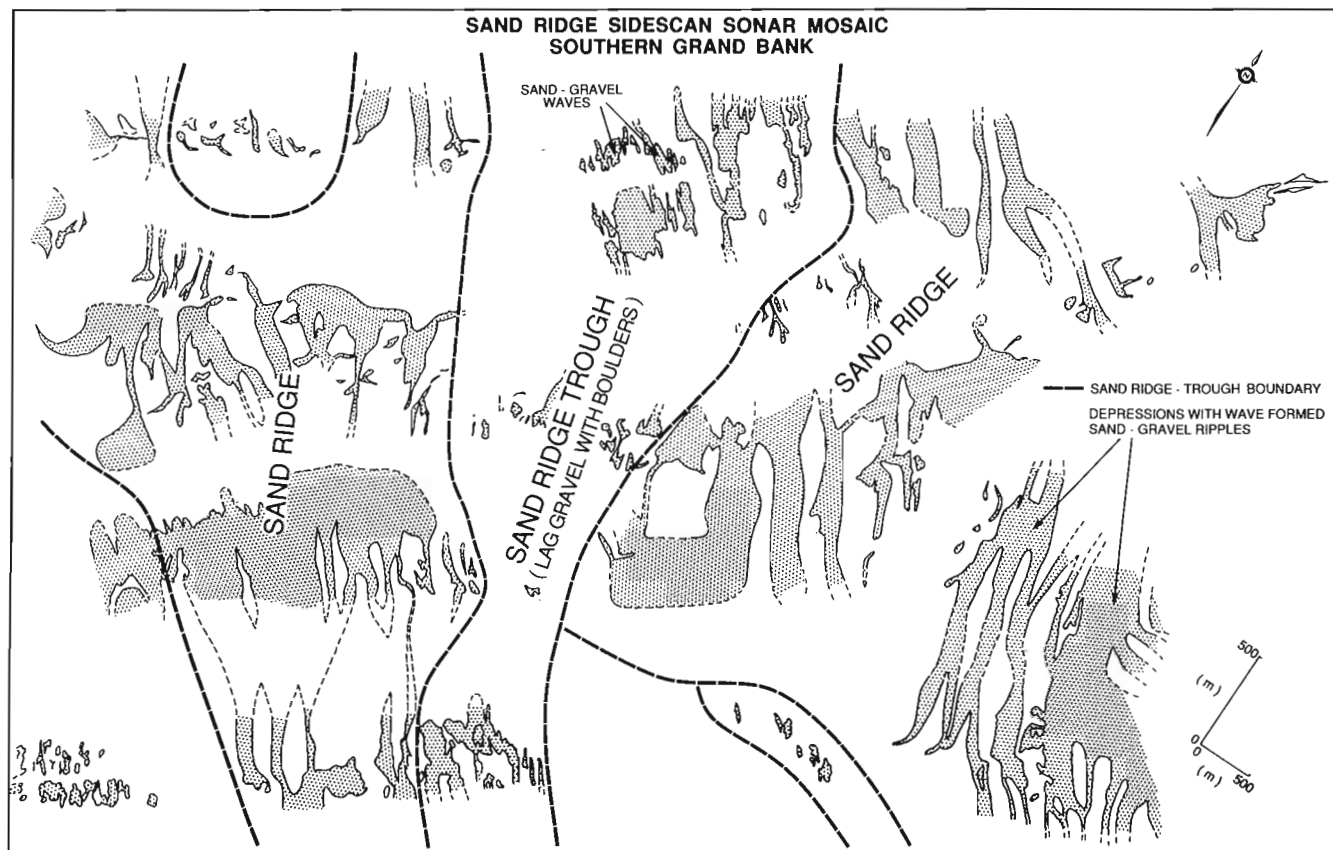 SAND RIDGE SIDESCAN SONAR MOSAIC
SOUTHERN GRAND BANK
N
SAND - GRAVEL
WAVES
SAND RIDGE
SAND RIDGE TROUGH
( LAG GRAVEL WITH BOULDERS )
SAND RIDGE
SAND RIDGE - TROUGH BOUNDARY
DEPRESSIONS WITH WAVE FORMED
SAND - GRAVEL RIPPLES
500
(m)
0
0
(m)
500